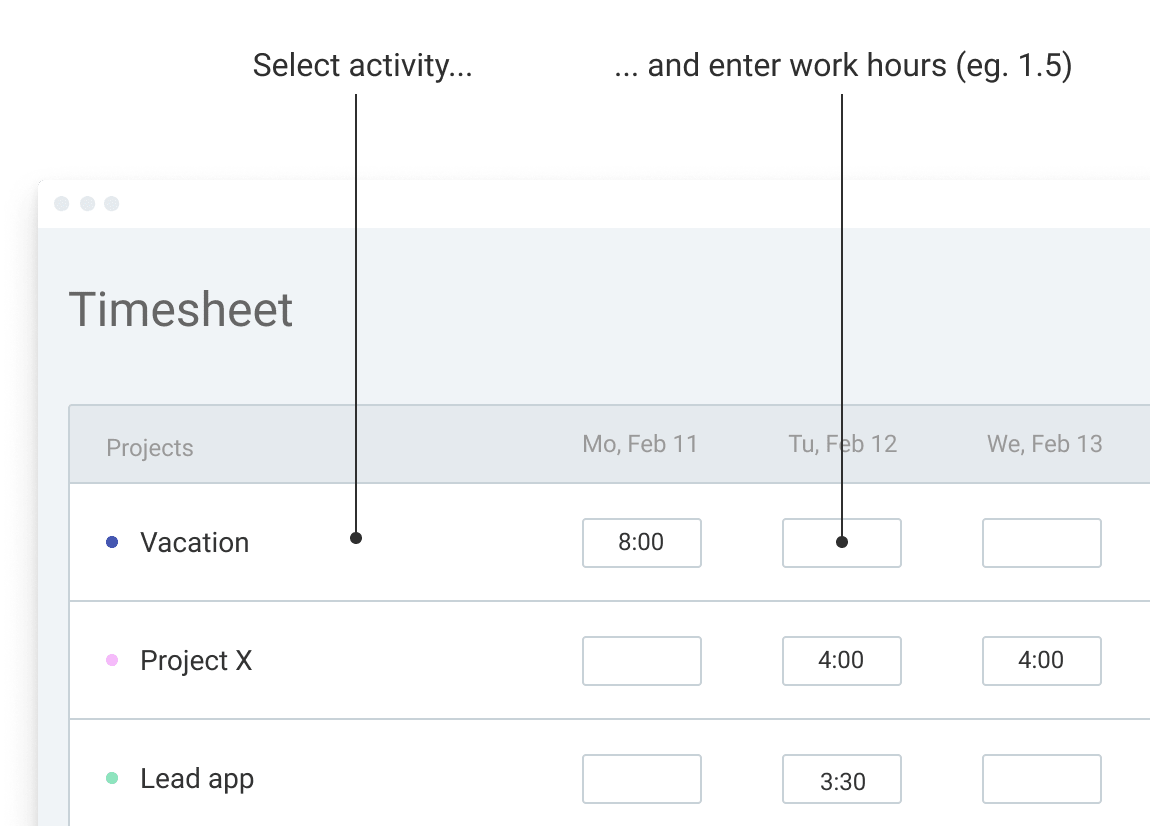 Select activity...
... and enter work hours (eg. 1.5)
Timesheet
Projects Mo, Feb 11 Tu, Feb 12 We, Feb 13
Vacation 8:00
Project X 4:00 4:00
Lead app 3:30